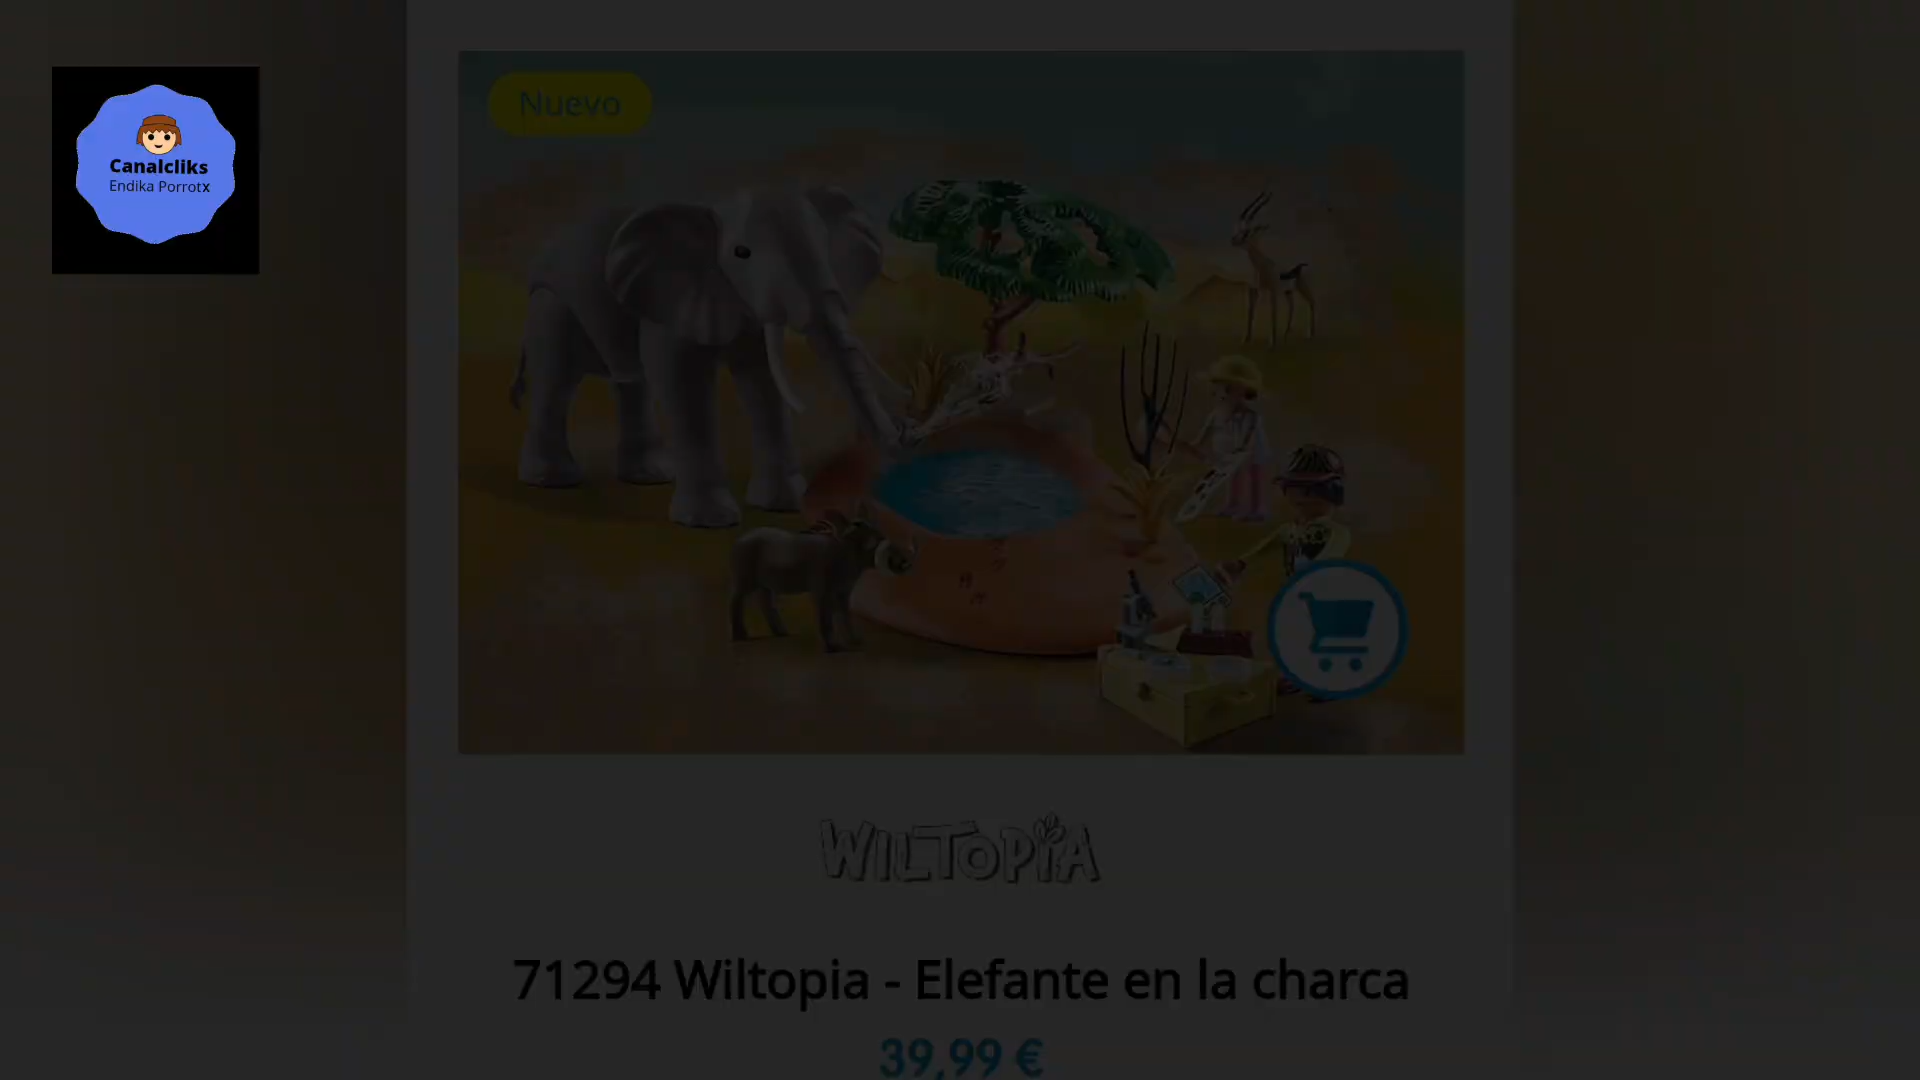 Nuevo
Canalcliks
Endika Porrotx
WILTOPIA
71294 Wiltopia - Elefante en la charca
39,99 €